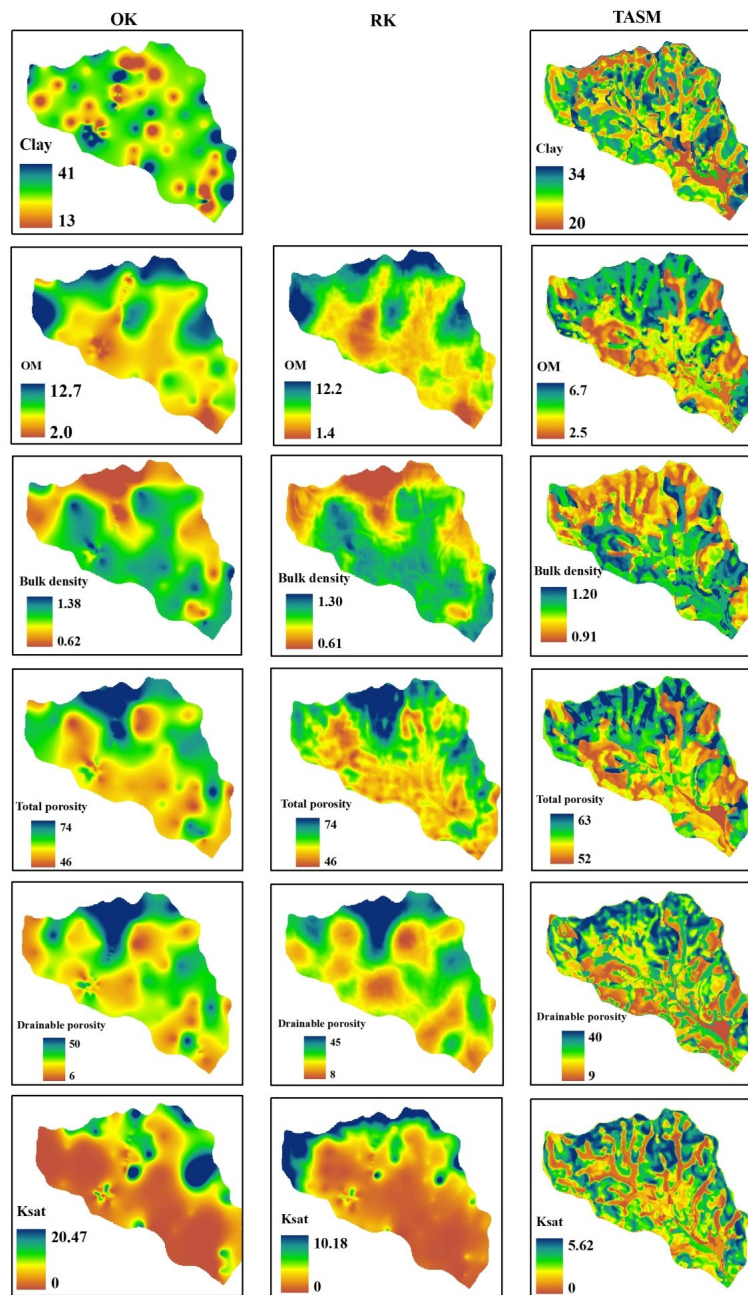 OK RK TASM
Clay
41
13
Clay
34
20
OM
12.7
2.0
OM
12.2
1.4
OM
6.7
2.5
Bulk density
1.38
0.62
Bulk density
1.30
0.61
Bulk density
1.20
0.91
Total porosity
74
46
Total porosity
74
46
Total porosity
63
52
Drainable porosity
50
6
Drainable porosity
45
8
Drainable porosity
40
9
Ksat
20.47
0
Ksat
10.18
0
Ksat
5.62
0